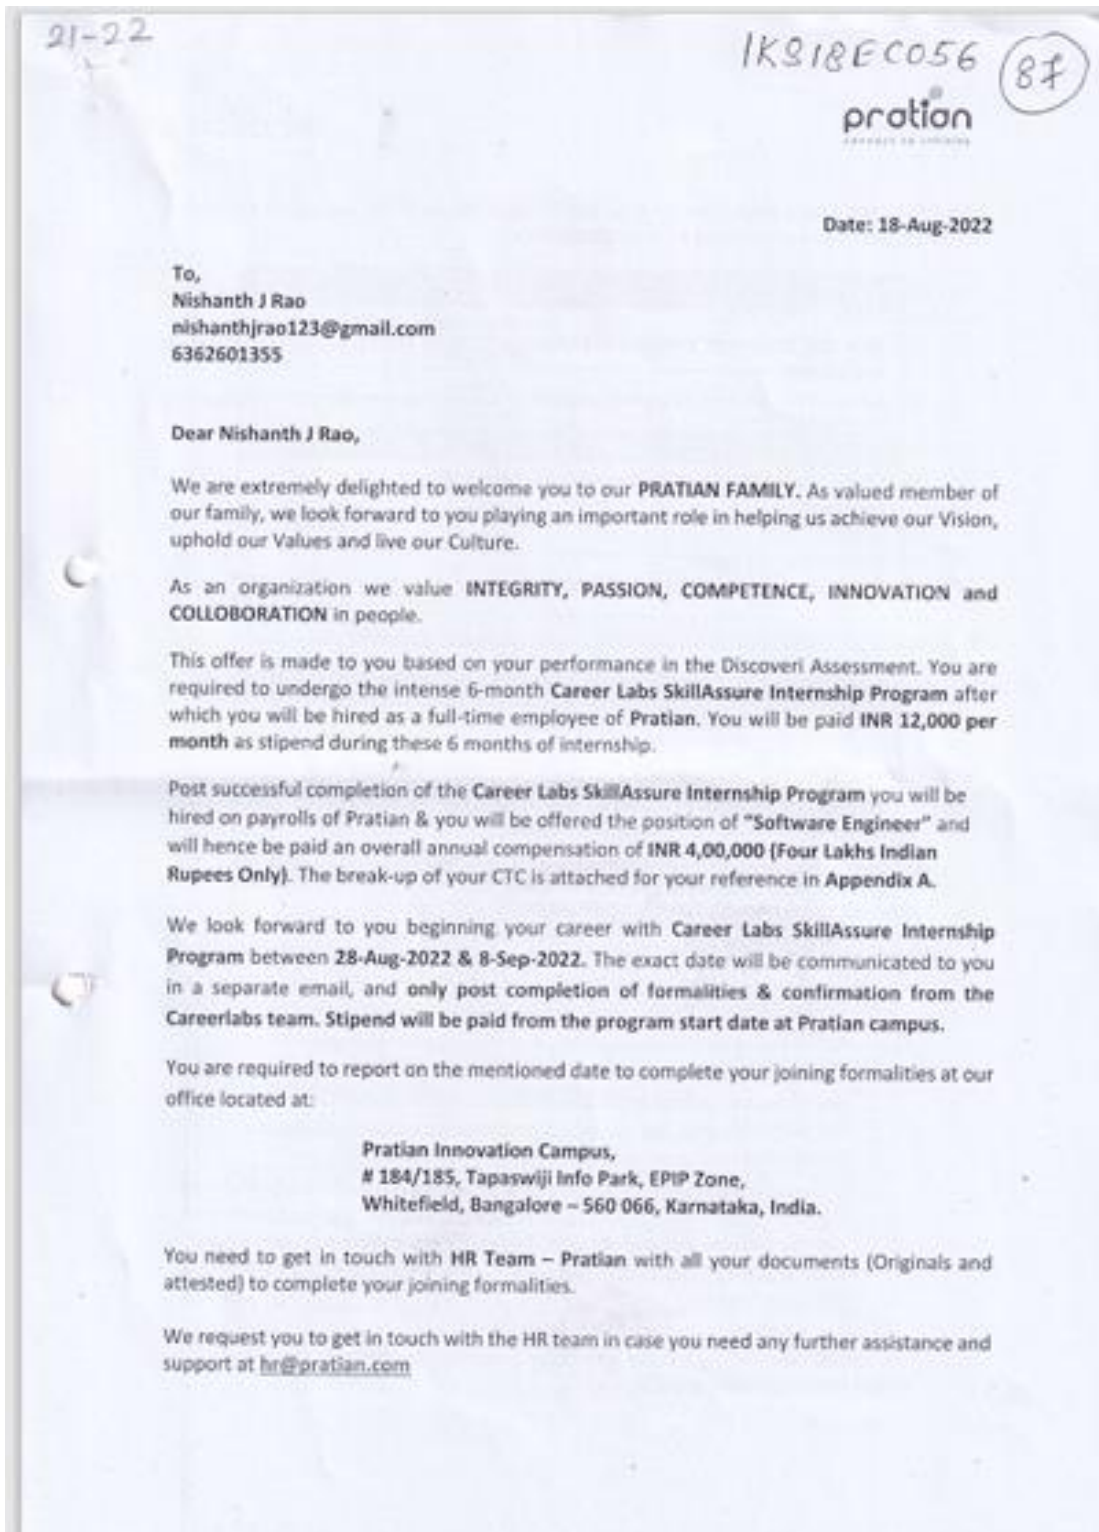 21-22
1KS18EC056
87
pratian
Date: 18-Aug-2022
To,
Nishanth J Rao
nishanthjrao123@gmail.com
6362601355
Dear Nishanth J Rao,
We are extremely delighted to welcome you to our PRATIAN FAMILY. As valued member of
our family, we look forward to you playing an important role in helping us achieve our Vision,
uphold our Values and live our Culture.
As an organization we value INTEGRITY, PASSION, COMPETENCE, INNOVATION and
COLLOBORATION in people.
This offer is made to you based on your performance in the Discoveri Assessment. You are
required to undergo the intense 6-month Career Labs SkillAssure Internship Program after
which you will be hired as a full-time employee of Pratian. You will be paid INR 12,000 per
month as stipend during these 6 months of internship.
Post successful completion of the Career Labs SkillAssure Internship Program you will be
hired on payrolls of Pratian & you will be offered the position of "Software Engineer" and
will hence be paid an overall annual compensation of INR 4,00,000 (Four Lakhs Indian
Rupees Only). The break-up of your CTC is attached for your reference in Appendix A.
We look forward to you beginning your career with Career Labs SkillAssure Internship
Program between 28-Aug-2022 & 8-Sep-2022. The exact date will be communicated to you
in a separate email, and only post completion of formalities & confirmation from the
Careerlabs team. Stipend will be paid from the program start date at Pratian campus.
You are required to report on the mentioned date to complete your joining formalities at our
office located at:
Pratian Innovation Campus,
# 184/185, Tapaswiji Info Park, EPIP Zone,
Whitefield, Bangalore – 560 066, Karnataka, India.
You need to get in touch with HR Team – Pratian with all your documents (Originals and
attested) to complete your joining formalities.
We request you to get in touch with the HR team in case you need any further assistance and
support at hr@pratian.com